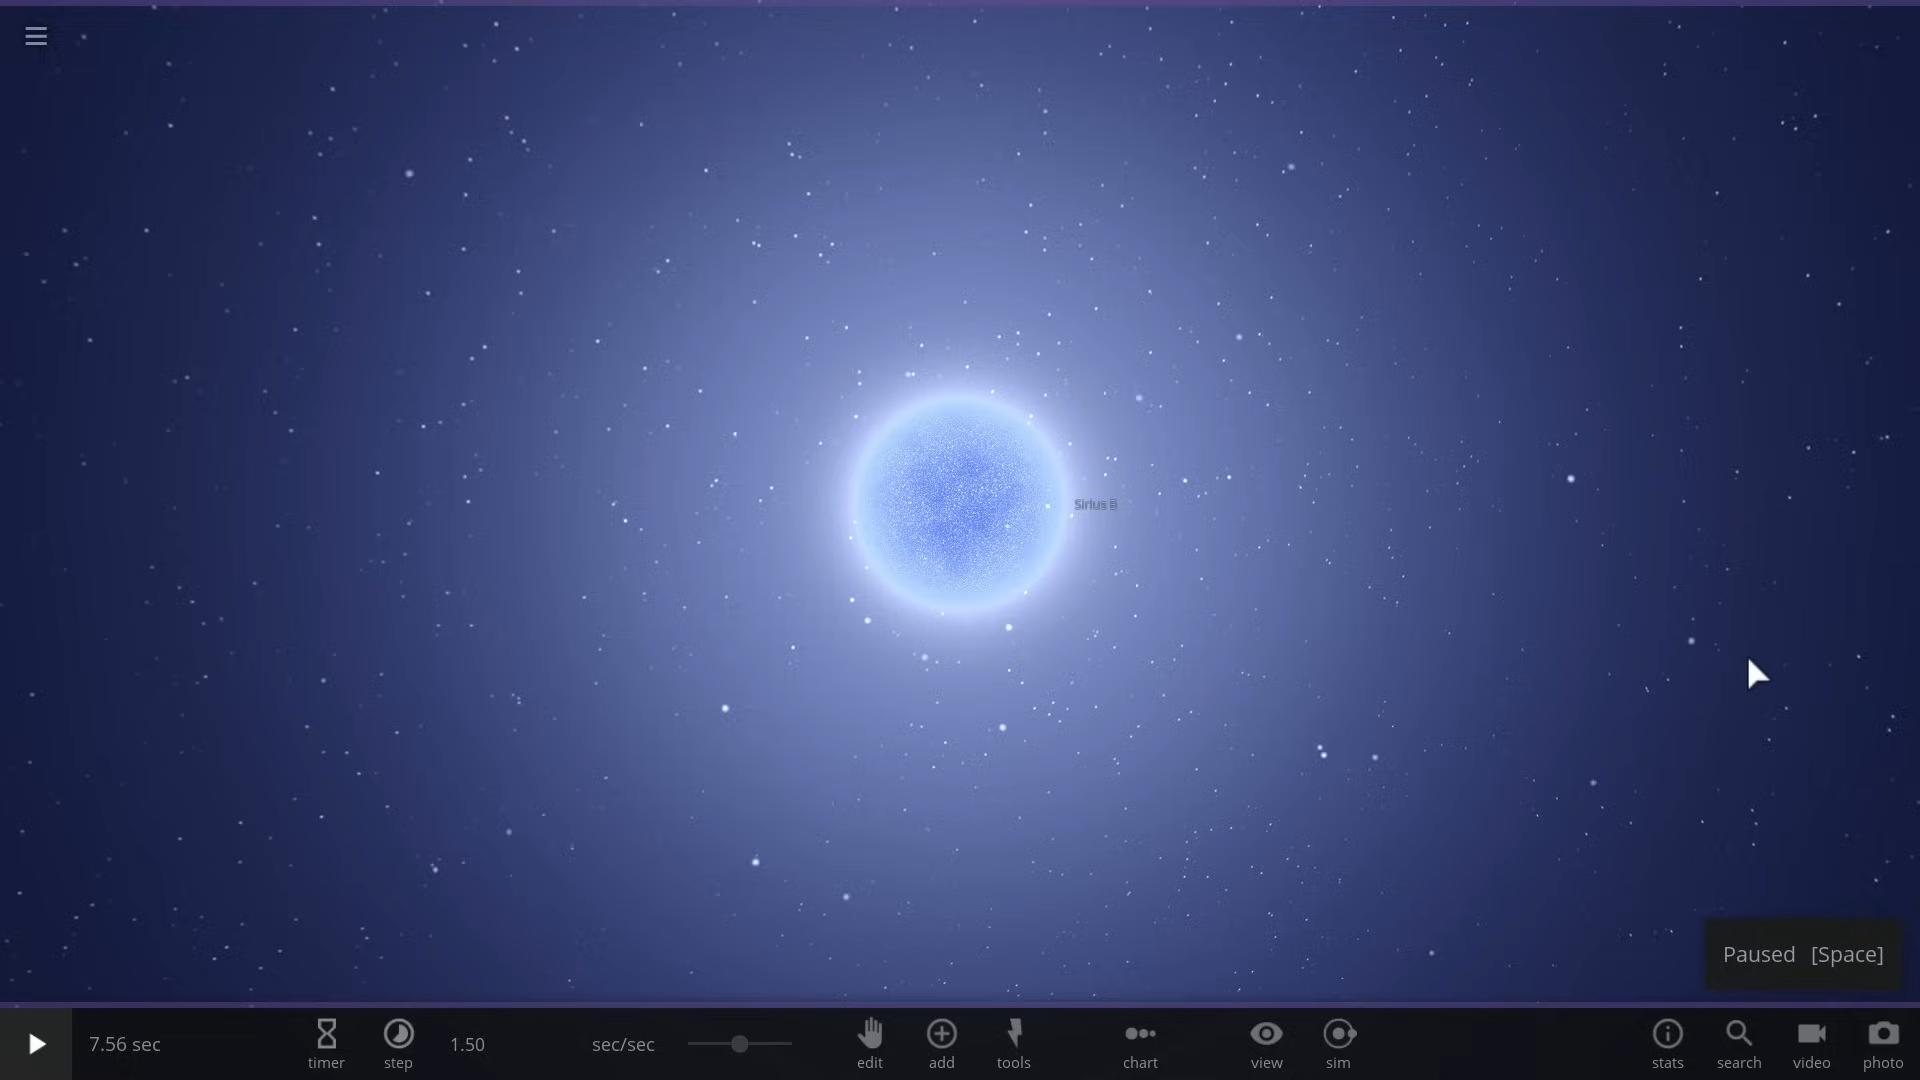 Sirius B
Paused [Space]
7.56 sec
timer
step
1.50
sec/sec
edit
add
tools
chart
view
sim
stats
search
video
photo